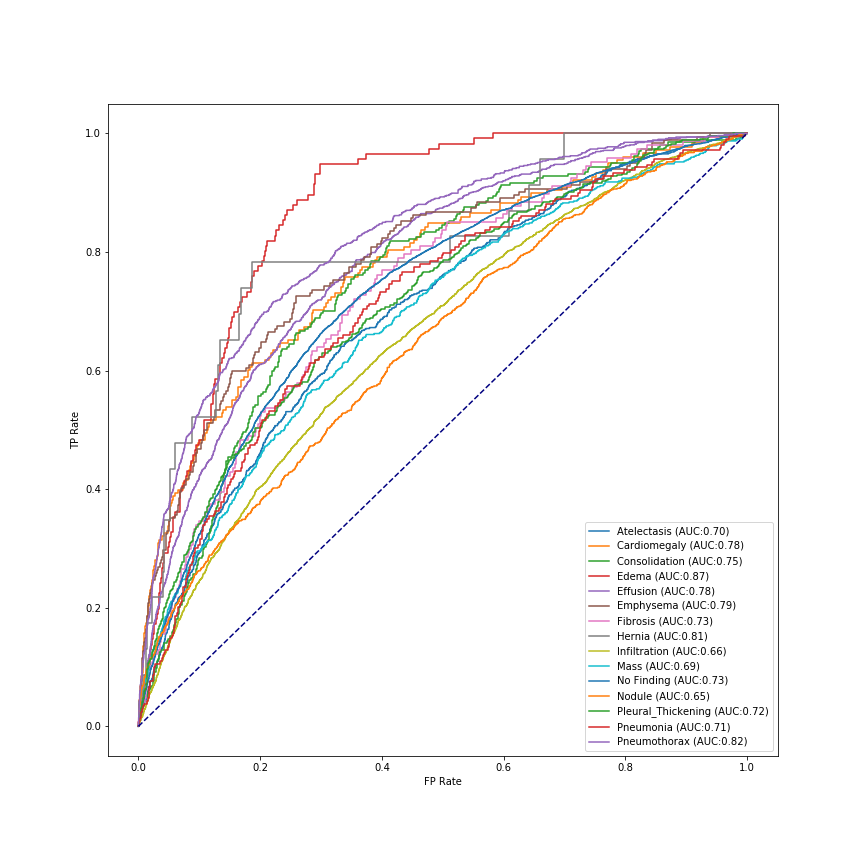 1.0
0.8
0.6
0.4
0.2
0.0
TP Rate
0.0 0.2 0.4 0.6 0.8 1.0
FP Rate
Atelectasis (AUC:0.70)
Cardiomegaly (AUC:0.78)
Consolidation (AUC:0.75)
Edema (AUC:0.87)
Effusion (AUC:0.78)
Emphysema (AUC:0.79)
Fibrosis (AUC:0.73)
Hernia (AUC:0.81)
Infiltration (AUC:0.66)
Mass (AUC:0.69)
No Finding (AUC:0.73)
Nodule (AUC:0.65)
Pleural_Thickening (AUC:0.72)
Pneumonia (AUC:0.71)
Pneumothorax (AUC:0.82)